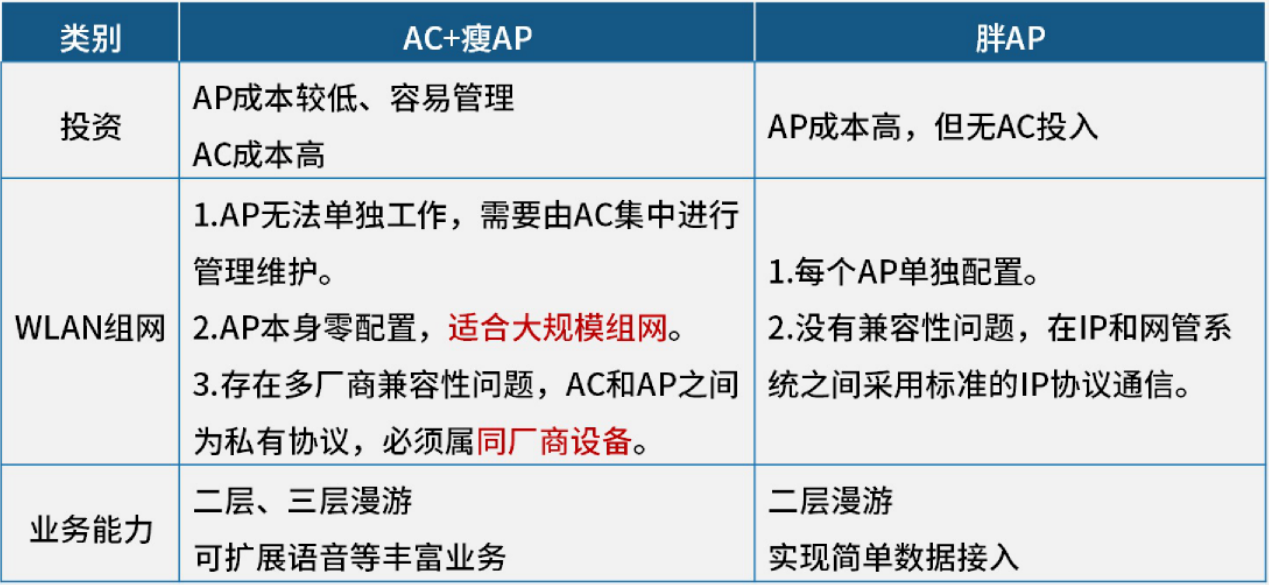 类别
AC+瘦AP
胖AP
投资
AP成本较低、容易管理
AC成本高
AP成本高，但无AC投入
WLAN组网
1.AP无法单独工作，需要由AC集中进行
管理维护。
2.AP本身零配置，适合大规模组网。
3.存在多厂商兼容性问题，AC和AP之间
为私有协议，必须属同厂商设备。
1.每个AP单独配置。
2.没有兼容性问题，在IP和网管系
统之间采用标准的IP协议通信。
业务能力
二层、三层漫游
可扩展语音等丰富业务
二层漫游
实现简单数据接入